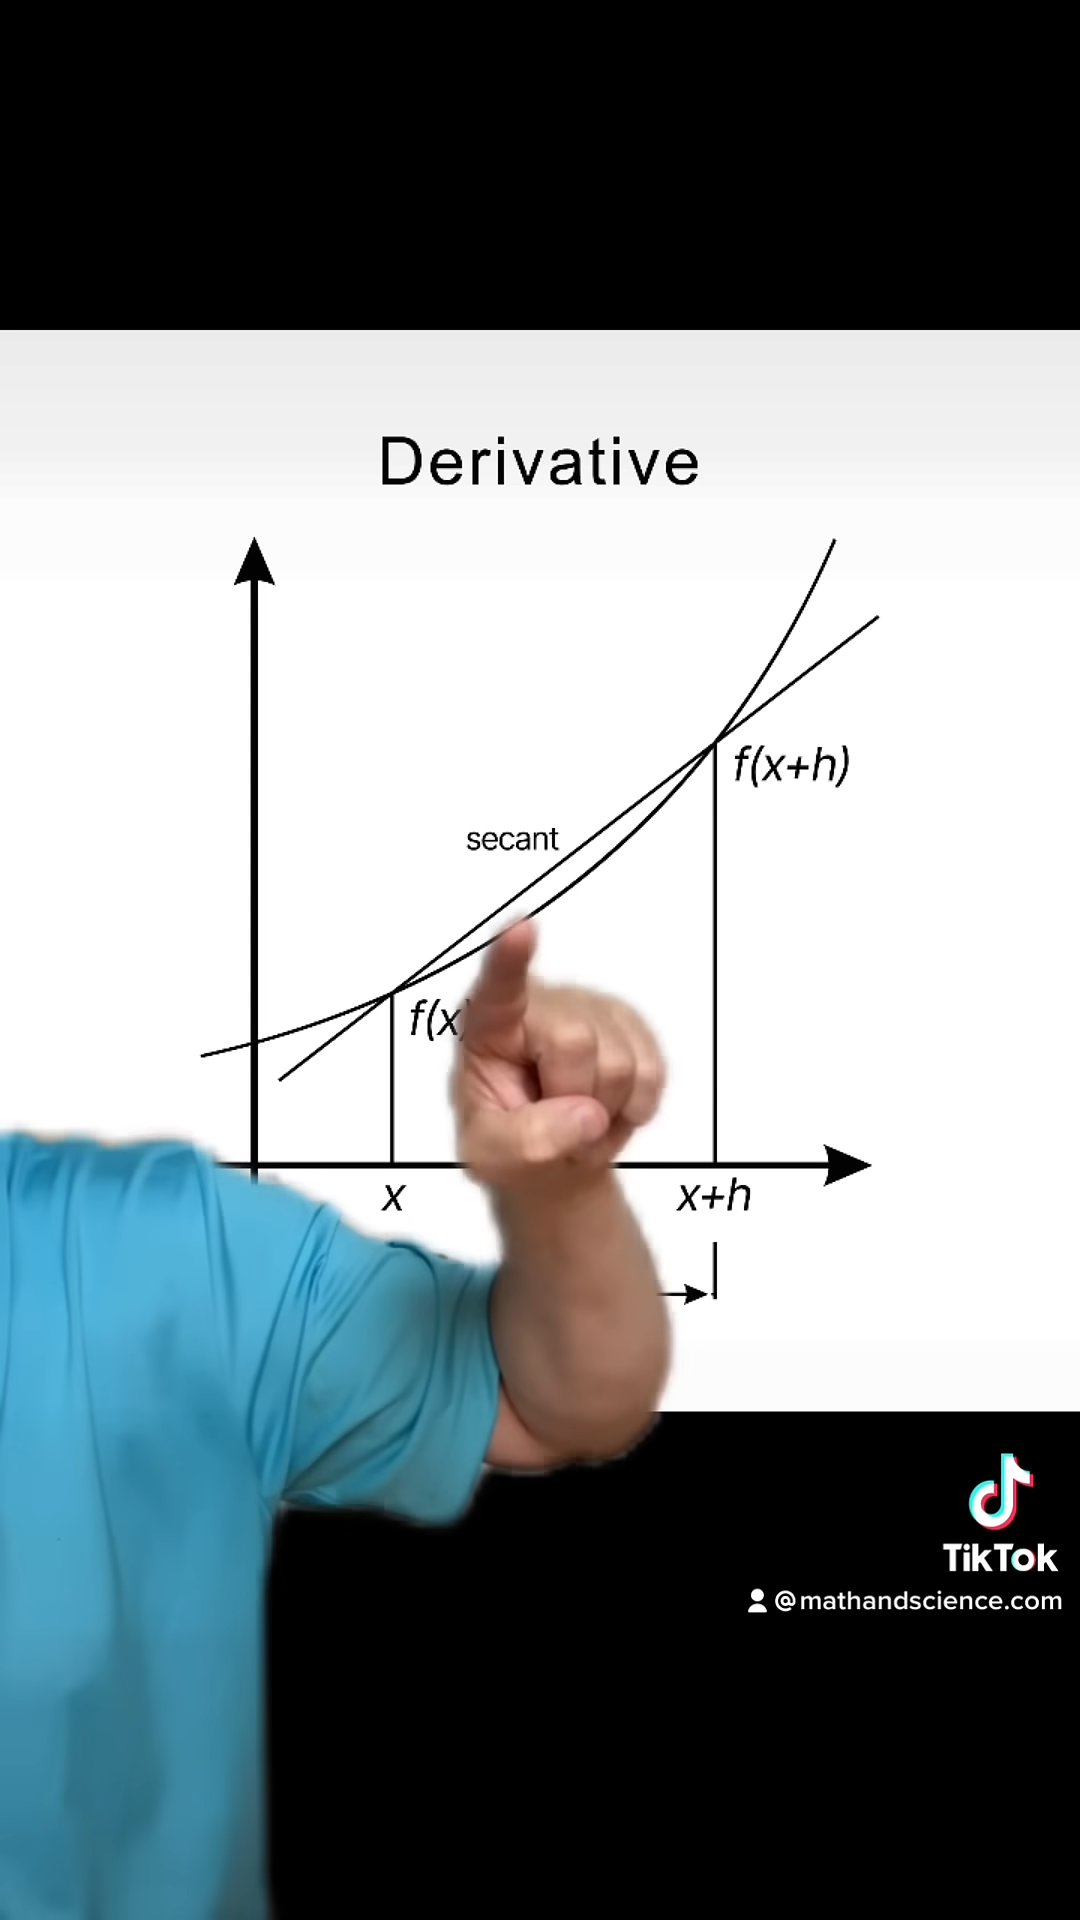 Derivative
f(x+h)
secant
f(x)
x
x+h
TikTok
@mathandscience.com